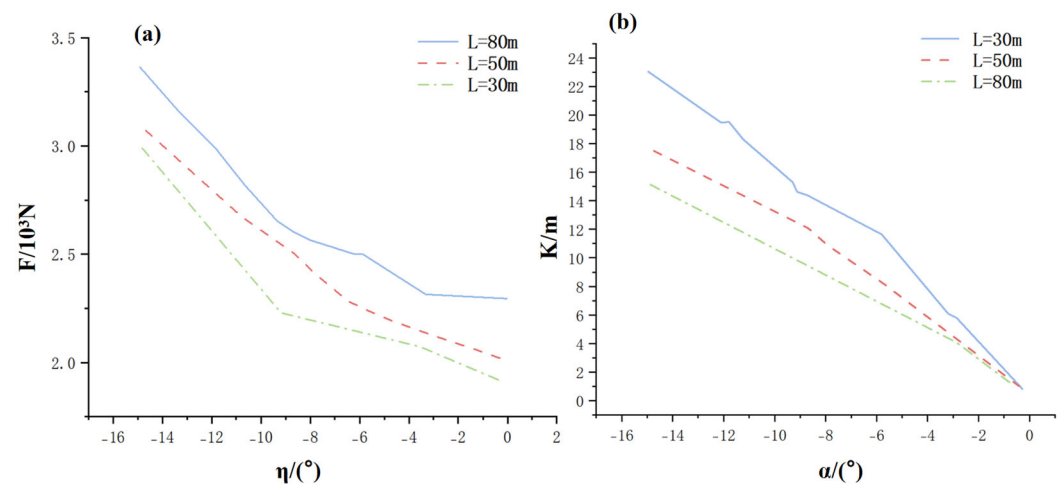 (a)
L=80m
L=50m
L=30m
3.5
3.0
2.5
2.0
F/10³N
-16 -14 -12 -10 -8 -6 -4 -2 0 2
η/(°)
(b)
L=30m
L=50m
L=80m
24
22
20
18
16
14
12
10
8
6
4
2
0
K/m
-16 -14 -12 -10 -8 -6 -4 -2 0
α/(°)